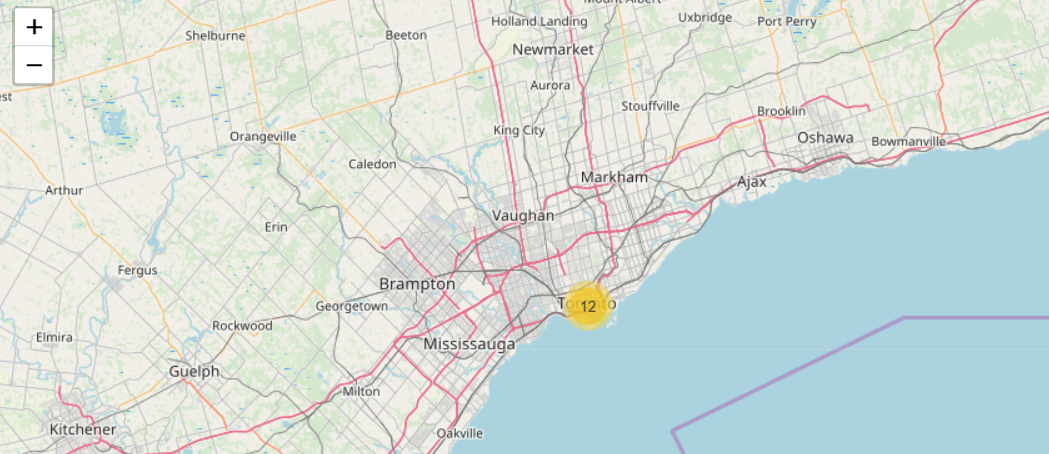 Mount Albert
+
Holland Landing
Uxbridge
Port Perry
Shelburne
Beeton
Newmarket
−
Aurora
Stouffville
Brooklin
King City
Orangeville
Oshawa
Bowmanville
Caledon
Markham
Ajax
Arthur
Vaughan
Erin
Fergus
Brampton
Toronto
12
Georgetown
Rockwood
Elmira
Mississauga
Guelph
Milton
Kitchener
Oakville